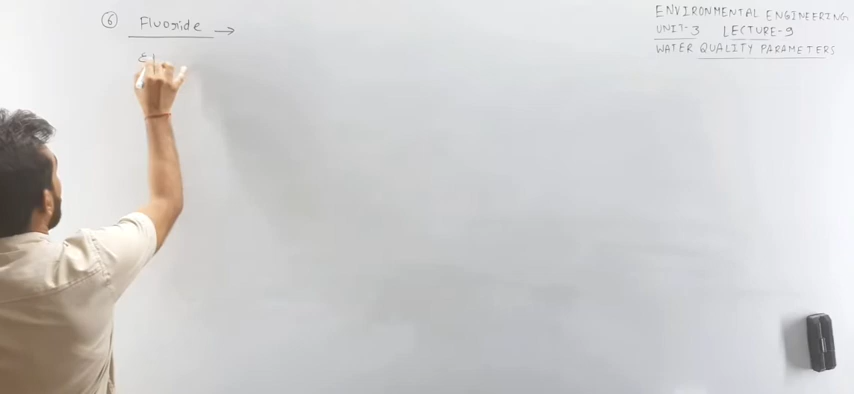 ⑥ Fluoride →
ENVIRONMENTAL ENGINEERING
UNIT-3 LECTURE-9
WATER QUALITY PARAMETERS